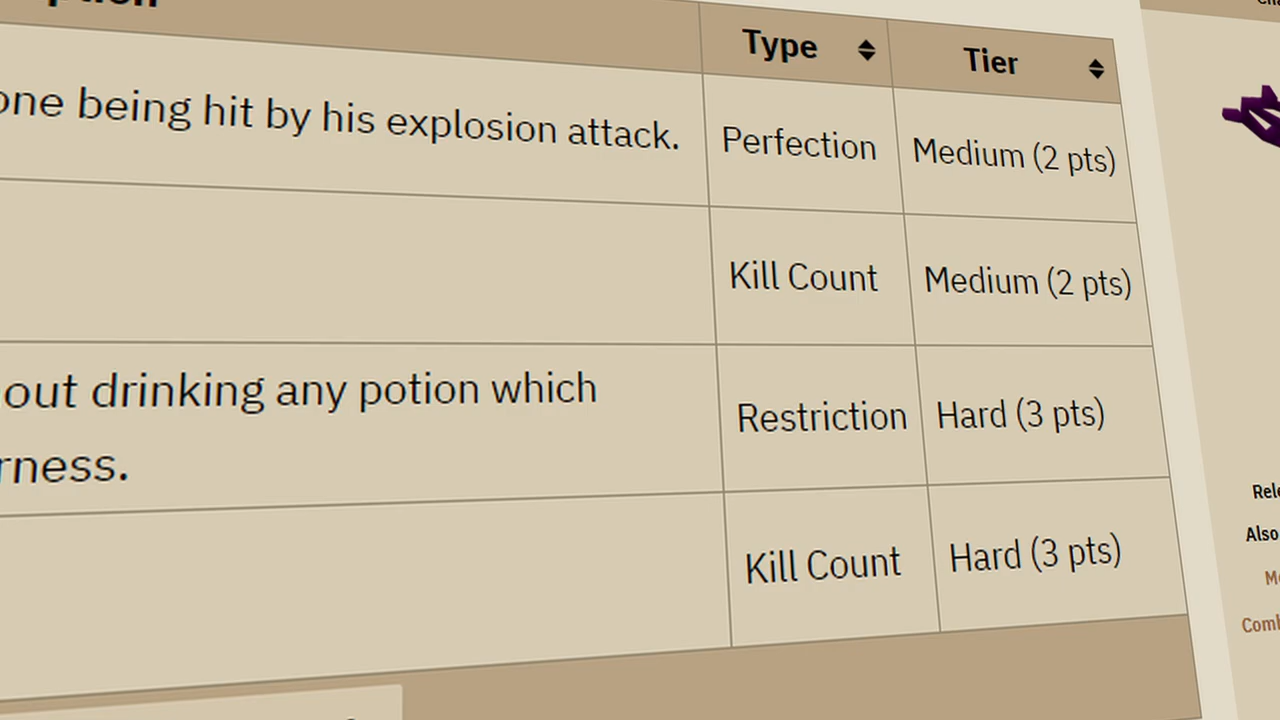 Type Tier
one being hit by his explosion attack. Perfection Medium (2 pts)
Kill Count Medium (2 pts)
out drinking any potion which
Restriction Hard (3 pts)
Kill Count Hard (3 pts)
Also